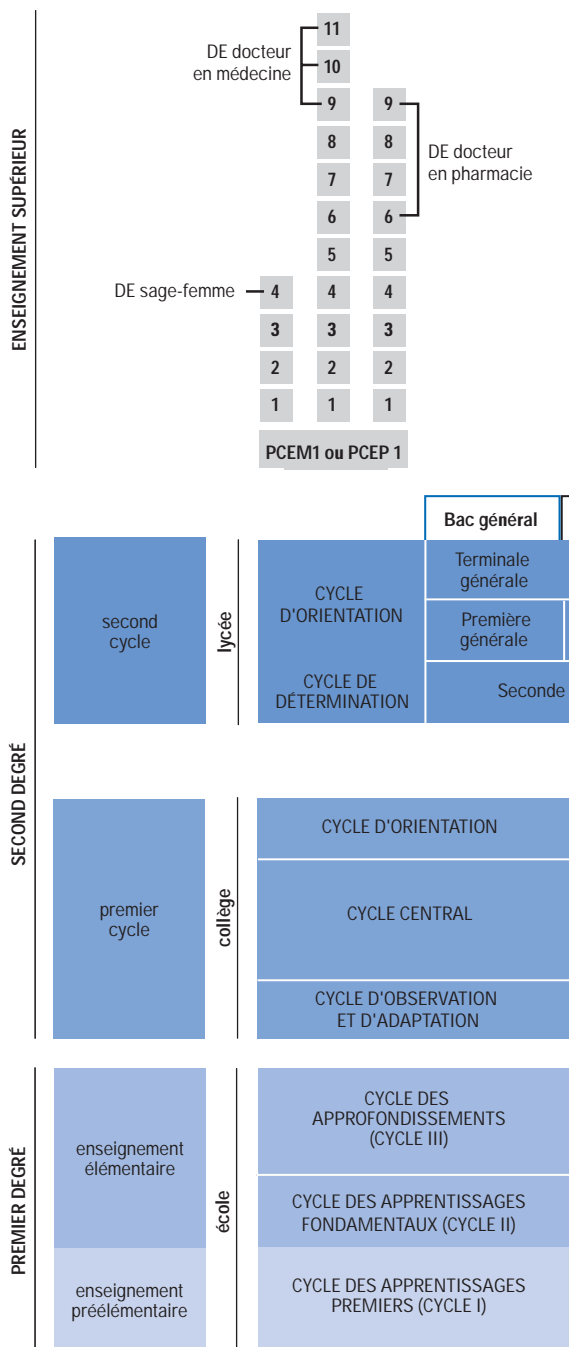 ENSEIGNEMENT SUPÉRIEUR
11
DE docteur
en médecine
10
9 9
8 8
DE docteur
en pharmacie
7 7
6 6
5 5
DE sage-femme 4 4 4
3 3 3
2 2 2
1 1 1
PCEM1 ou PCEP 1
Bac général
SECOND DEGRÉ
second
cycle
lycée
CYCLE
D'ORIENTATION
Terminale
générale
Première
générale
CYCLE DE
DÉTERMINATION
Seconde
premier
cycle
collège
CYCLE D'ORIENTATION
CYCLE CENTRAL
CYCLE D'OBSERVATION
ET D'ADAPTATION
PREMIER DEGRÉ
enseignement
élémentaire
école
CYCLE DES
APPROFONDISSEMENTS
(CYCLE III)
CYCLE DES APPRENTISSAGES
FONDAMENTAUX (CYCLE II)
enseignement
préélémentaire
CYCLE DES APPRENTISSAGES
PREMIERS (CYCLE I)